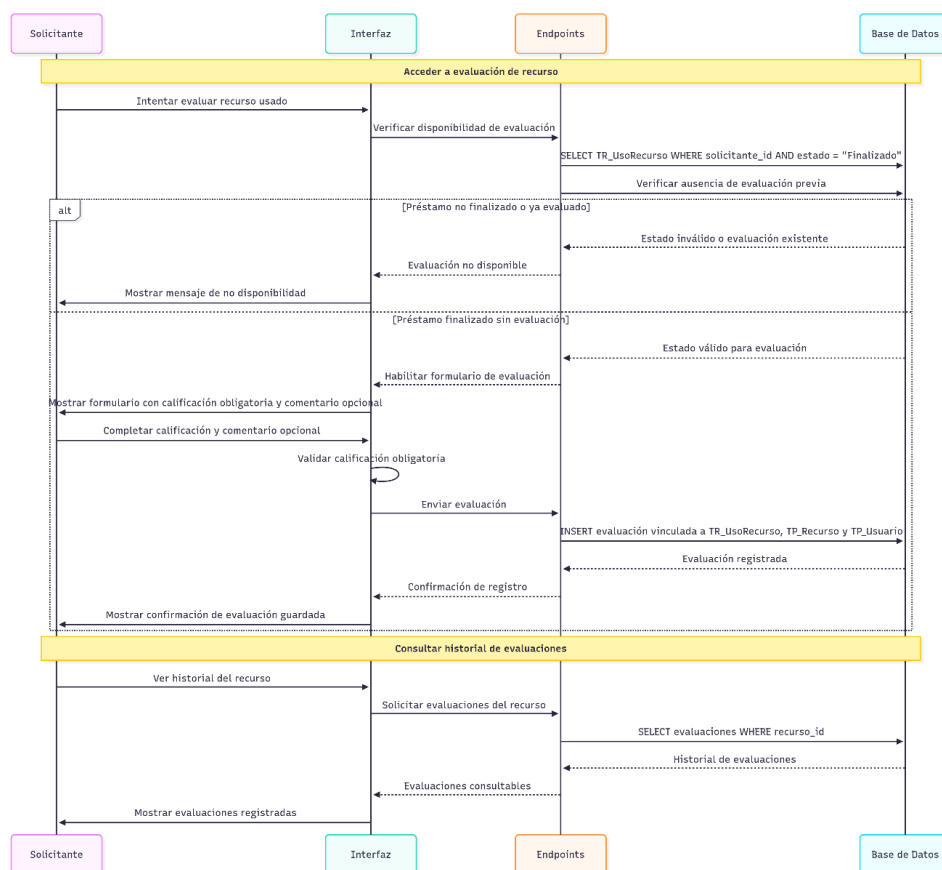 Solicitante
Interfaz
Endpoints
Base de Datos
Acceder a evaluación de recurso
Intentar evaluar recurso usado
Verificar disponibilidad de evaluación
SELECT TR_UsoRecurso WHERE solicitante_id AND estado = "Finalizado"
Verificar ausencia de evaluación previa
alt
[Préstamo no finalizado o ya evaluado]
Estado inválido o evaluación existente
Evaluación no disponible
Mostrar mensaje de no disponibilidad
[Préstamo finalizado sin evaluación]
Estado válido para evaluación
Habilitar formulario de evaluación
Mostrar formulario con calificación obligatoria y comentario opcional
Completar calificación y comentario opcional
Validar calificación obligatoria
Enviar evaluación
INSERT evaluación vinculada a TR_UsoRecurso, TP_Recurso y TP_Usuario
Evaluación registrada
Confirmación de registro
Mostrar confirmación de evaluación guardada
Consultar historial de evaluaciones
Ver historial del recurso
Solicitar evaluaciones del recurso
SELECT evaluaciones WHERE recurso_id
Historial de evaluaciones
Evaluaciones consultables
Mostrar evaluaciones registradas
Solicitante
Interfaz
Endpoints
Base de Datos